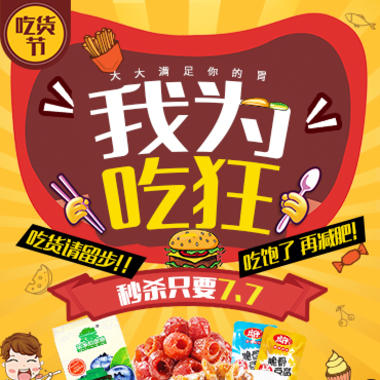 吃货
节
大大满足你的胃
我为
吃狂
吃货请留步!!
吃饱了 再减肥!
秒杀只要7.7